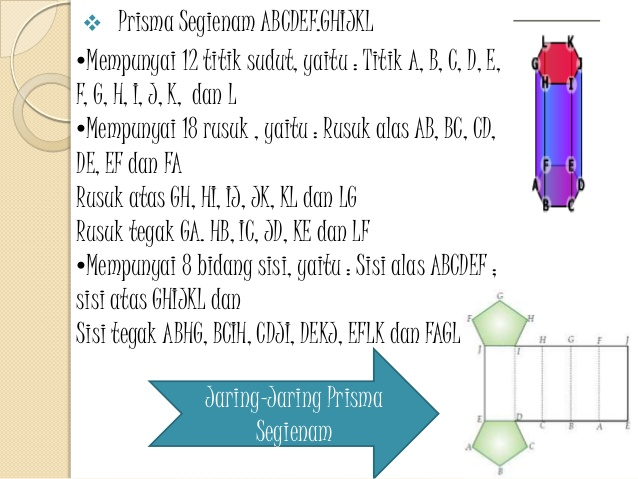 ❖ Prisma Segienam ABCDEF.GHIJKL
•Mempunyai 12 titik sudut, yaitu : Titik A, B, C, D, E,
F, G, H, I, J, K, dan L
•Mempunyai 18 rusuk , yaitu : Rusuk alas AB, BC, CD,
DE, EF dan FA
Rusuk atas GH, HI, IJ, JK, KL dan LG
Rusuk tegak GA. HB, IC, JD, KE dan LF
•Mempunyai 8 bidang sisi, yaitu : Sisi alas ABCDEF ;
sisi atas GHIJKL dan
Sisi tegak ABHG, BCIH, CDJI, DEKJ, EFLK dan FAGL
Jaring-Jaring Prisma
Segienam
L K
G J
H I
F E
A D
B C
G
F H
J I H G F J
E D C B A E
A C
B